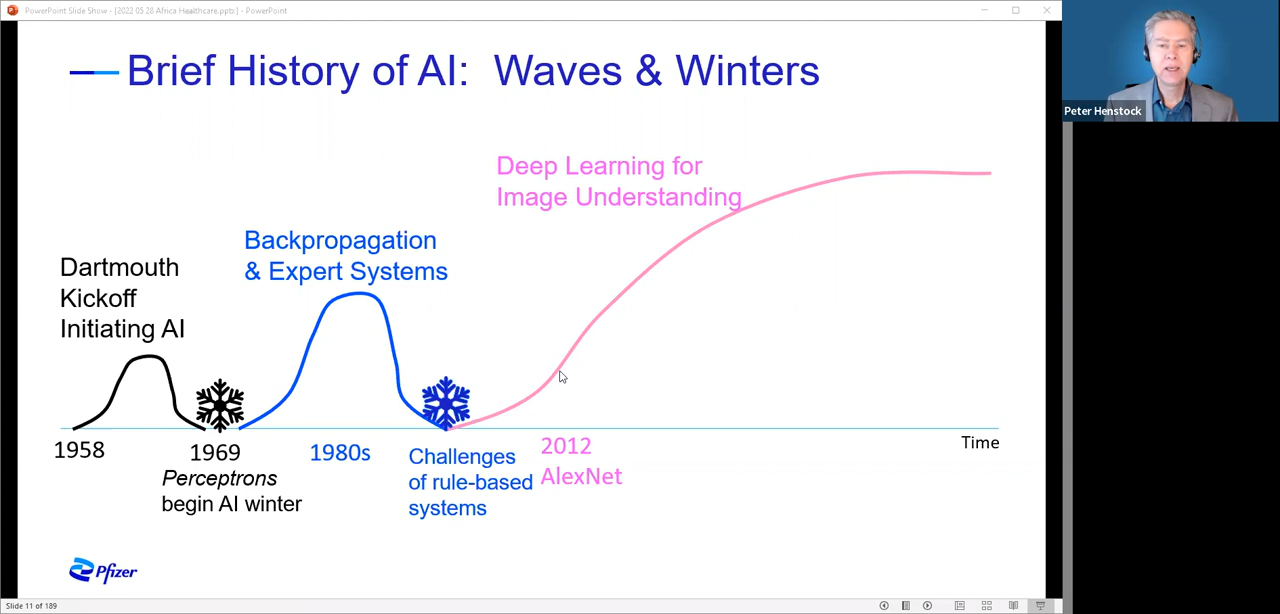 PowerPoint Slide Show - [2022 05 28 Africa Healthcare.pptx] - PowerPoint
Brief History of AI: Waves & Winters
Peter Henstock
Deep Learning for
Image Understanding
Backpropagation
& Expert Systems
Dartmouth
Kickoff
Initiating AI
1958
1969
1980s
2012
Time
Perceptrons
begin AI winter
Challenges
of rule-based
systems
AlexNet
Pfizer
Slide 11 of 189